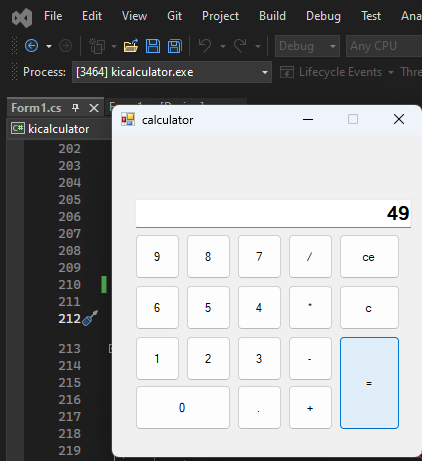 File Edit View Git Project Build Debug Test Ana
Debug Any CPU
Process: [3464] kicalculator.exe Lifecycle Events Thre
Form1.cs
C# kicalculator
calculator
202
203
204
205
206
207
208
209
210
211
212
213
214
215
216
217
218
219
49
9 8 7 / ce
6 5 4 * c
1 2 3 -
=
0 . +